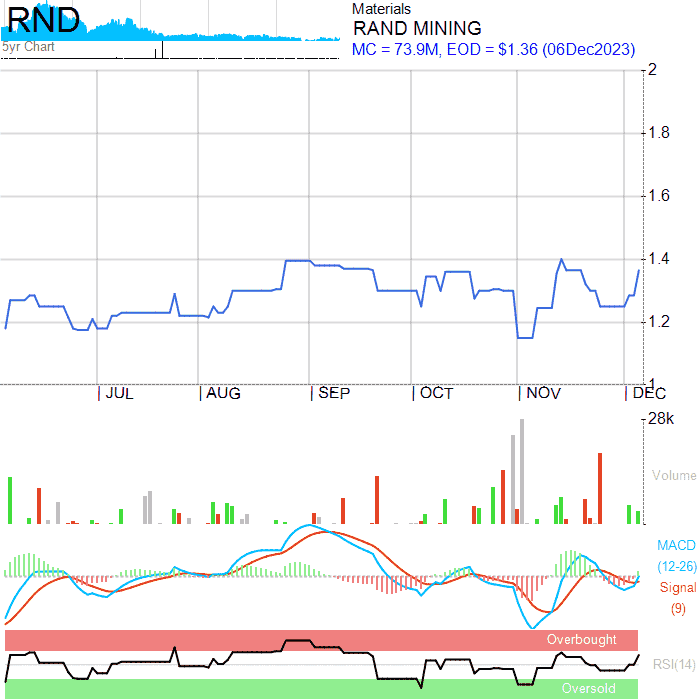 RND
5yr Chart
Materials
RAND MINING
MC = 73.9M, EOD = $1.36 (06Dec2023)
2
1.8
1.6
1.4
1.2
1
JUL AUG SEP OCT NOV DEC
28k
Volume
MACD
(12-26)
Signal
(9)
Overbought
RSI(14)
Oversold